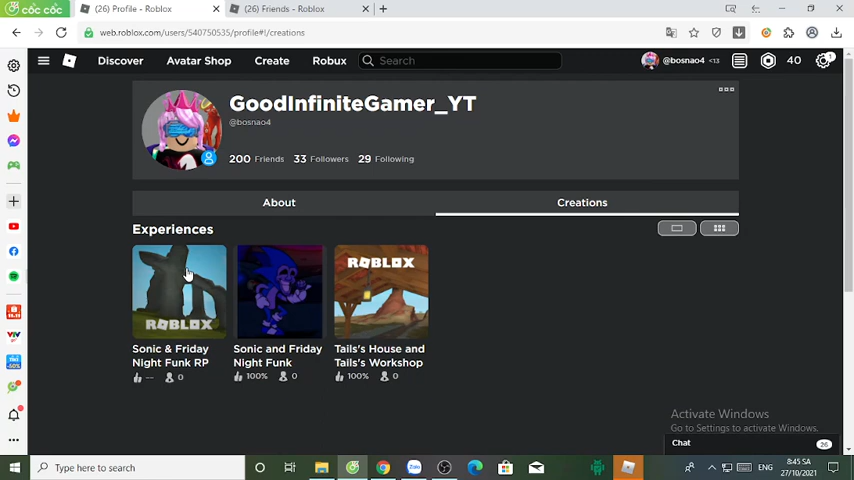 CỐC CỐC
(26) Profile - Roblox
(26) Friends - Roblox
web.roblox.com/users/540750535/profile#!/creations
Discover
Avatar Shop
Create
Robux
Search
@bosnao4 <13
40
1
GoodInfiniteGamer_YT
@bosnao4
200 Friends
33 Followers
29 Following
About
Creations
Experiences
ROBLOX
ROBLOX
Sonic & Friday
Night Funk RP
-- 0
Sonic and Friday
Night Funk
100% 0
Tails's House and
Tails's Workshop
100% 0
Activate Windows
Go to Settings to activate Windows.
Chat
26
Type here to search
Zalo
ENG
8:45 SA
27/10/2021